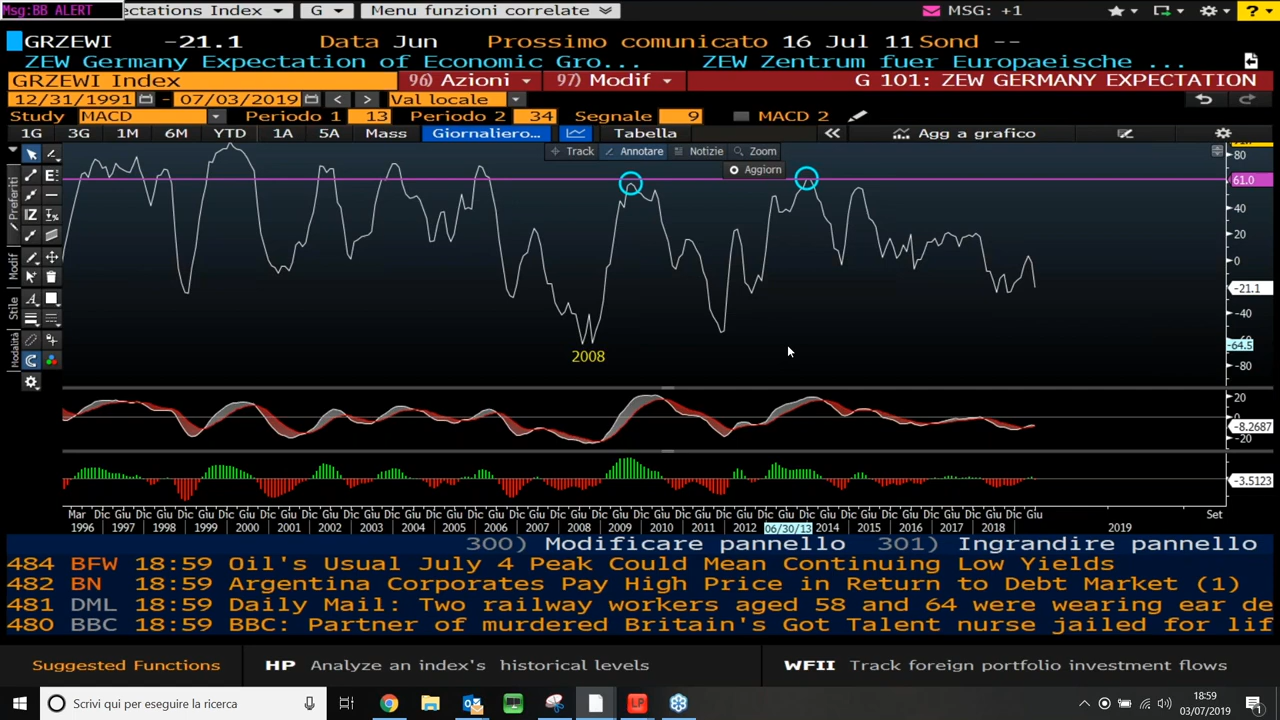 Msg:BB ALERT ectations Index G Menu funzioni correlate MSG: +1 ?
GRZEWI -21.1 Data Jun Prossimo comunicato 16 Jul 11 Sond --
ZEW Germany Expectation of Economic Gro... ZEW Zentrum fuer Europaeische ...
GRZEWI Index 96) Azioni 97) Modif G 101: ZEW GERMANY EXPECTATION
12/31/1991 - 07/03/2019 < > Val locale
Study MACD Periodo 1 13 Periodo 2 34 Segnale 9 MACD 2
1G 3G 1M 6M YTD 1A 5A Mass Giornaliero... Tabella Agg a grafico
Track Annotare Notizie Zoom
Aggiorn
Preferiti
Modif
Stile
Modalità
80
61.0
40
20
0
-21.1
-40
-64.5
-80
2008
20
0
-8.2687
-20
-3.5123
Mar Dic Giu Dic Giu Dic Giu Dic Giu Dic Giu Dic Giu Dic Giu Dic Giu Dic Giu Dic Giu Dic Giu Dic Giu Dic Giu Dic Giu Dic Giu Dic Giu Dic Giu Dic Giu Dic Giu Dic Giu Dic Giu Dic Giu Set
1996 1997 1998 1999 2000 2001 2002 2003 2004 2005 2006 2007 2008 2009 2010 2011 2012 06/30/13 2014 2015 2016 2017 2018 2019
300) Modificare pannello 301) Ingrandire pannello
484 BFW 18:59 Oil's Usual July 4 Peak Could Mean Continuing Low Yields
482 BN 18:59 Argentina Corporates Pay High Price in Return to Debt Market (1)
481 DML 18:59 Daily Mail: Two railway workers aged 58 and 64 were wearing ear de
480 BBC 18:59 BBC: Partner of murdered Britain's Got Talent nurse jailed for lif
Suggested Functions HP Analyze an index's historical levels WFII Track foreign portfolio investment flows
Scrivi qui per eseguire la ricerca
LP
18:59
03/07/2019
1